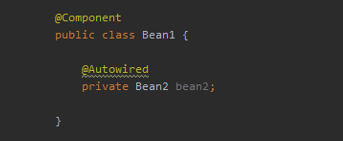 @Component
public class Bean1 {
@Autowired
private Bean2 bean2;
}